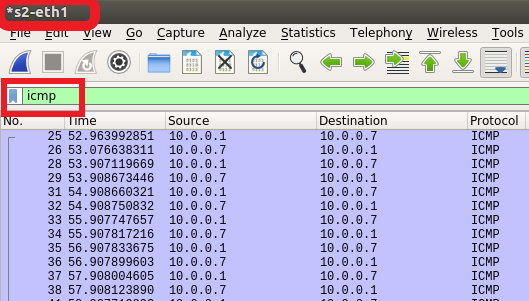 *s2-eth1
File Edit View Go Capture Analyze Statistics Telephony Wireless Tools
icmp
No. Time Source Destination Protocol
25 52.963992851 10.0.0.1 10.0.0.7 ICMP
26 53.076638311 10.0.0.7 10.0.0.1 ICMP
28 53.907119669 10.0.0.1 10.0.0.7 ICMP
29 53.908673446 10.0.0.7 10.0.0.1 ICMP
31 54.908660321 10.0.0.1 10.0.0.7 ICMP
32 54.908750832 10.0.0.7 10.0.0.1 ICMP
33 55.907747657 10.0.0.1 10.0.0.7 ICMP
34 55.907817216 10.0.0.7 10.0.0.1 ICMP
35 56.907833675 10.0.0.1 10.0.0.7 ICMP
36 56.907899603 10.0.0.7 10.0.0.1 ICMP
37 57.908004605 10.0.0.1 10.0.0.7 ICMP
38 57.908123890 10.0.0.7 10.0.0.1 ICMP